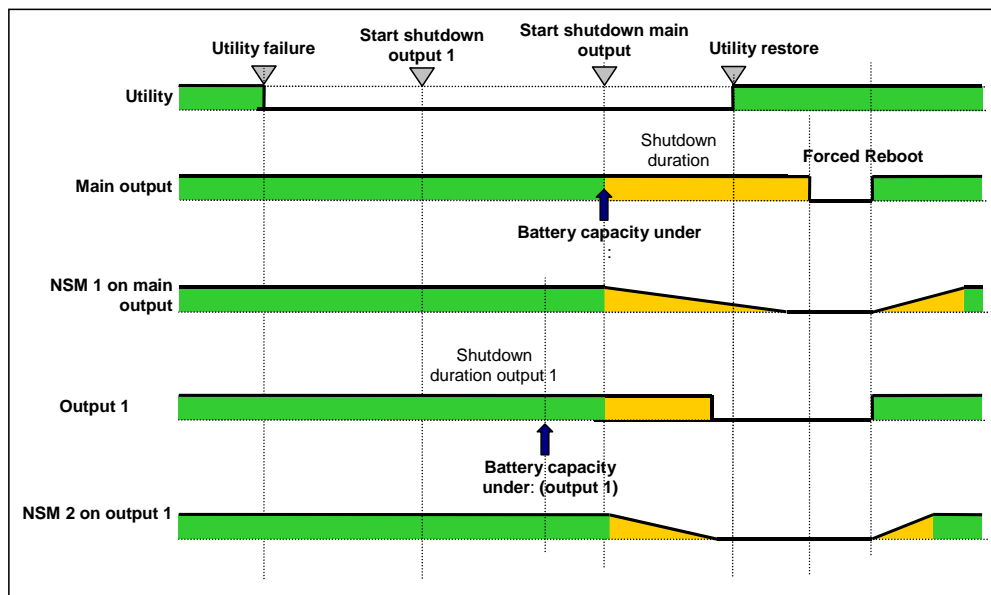 Utility failure
Start shutdown
output 1
Start shutdown main
output
Utility restore
Utility
Shutdown
duration
Forced Reboot
Main output
Battery capacity under
:
NSM 1 on main
output
Shutdown
duration output 1
Output 1
Battery capacity
under: (output 1)
NSM 2 on output 1